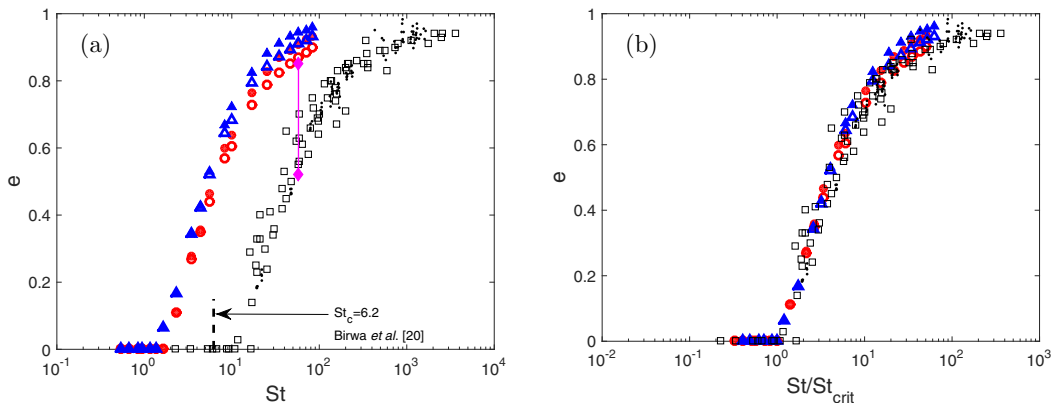 (a)
e
1
0.8
0.6
0.4
0.2
0
St_c=6.2
Birwa et al. [20]
10^-1 10^0 10^1 10^2 10^3 10^4
St
(b)
e
1
0.8
0.6
0.4
0.2
0
10^-2 10^-1 10^0 10^1 10^2 10^3
St/St_crit